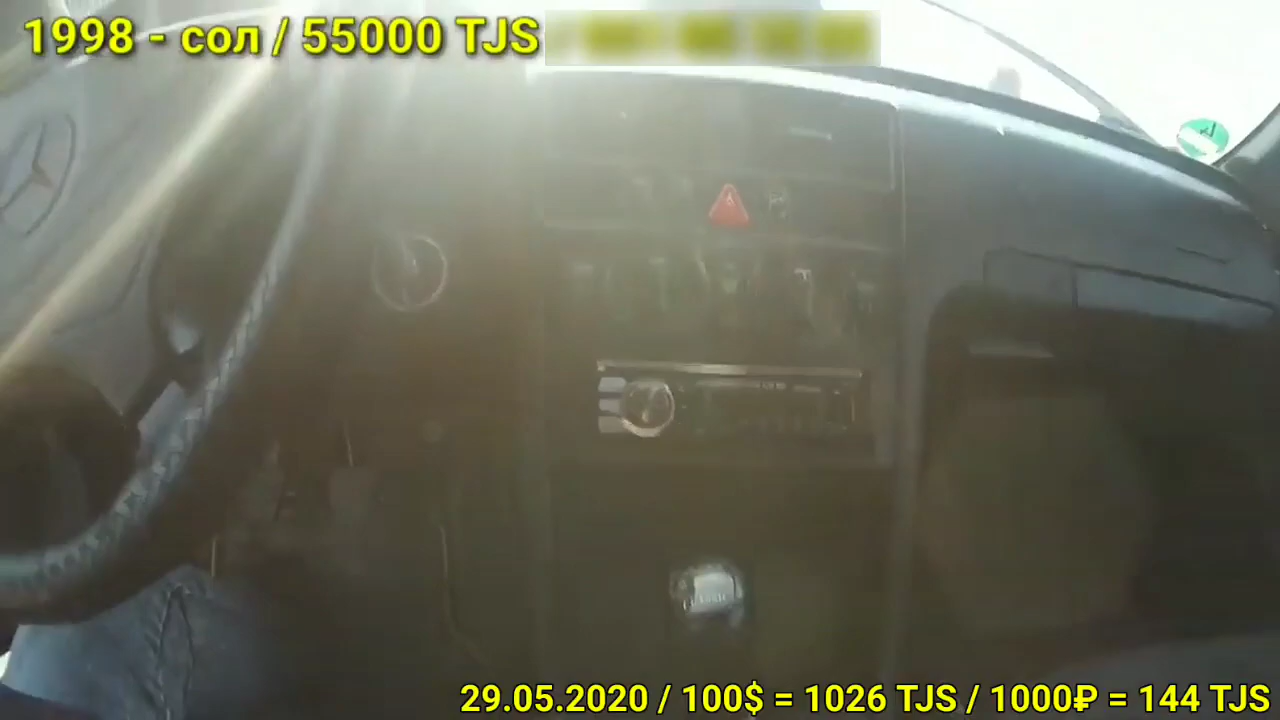 1998 - сол / 55000 TJS
29.05.2020 / 100$ = 1026 TJS / 1000₽ = 144 TJS